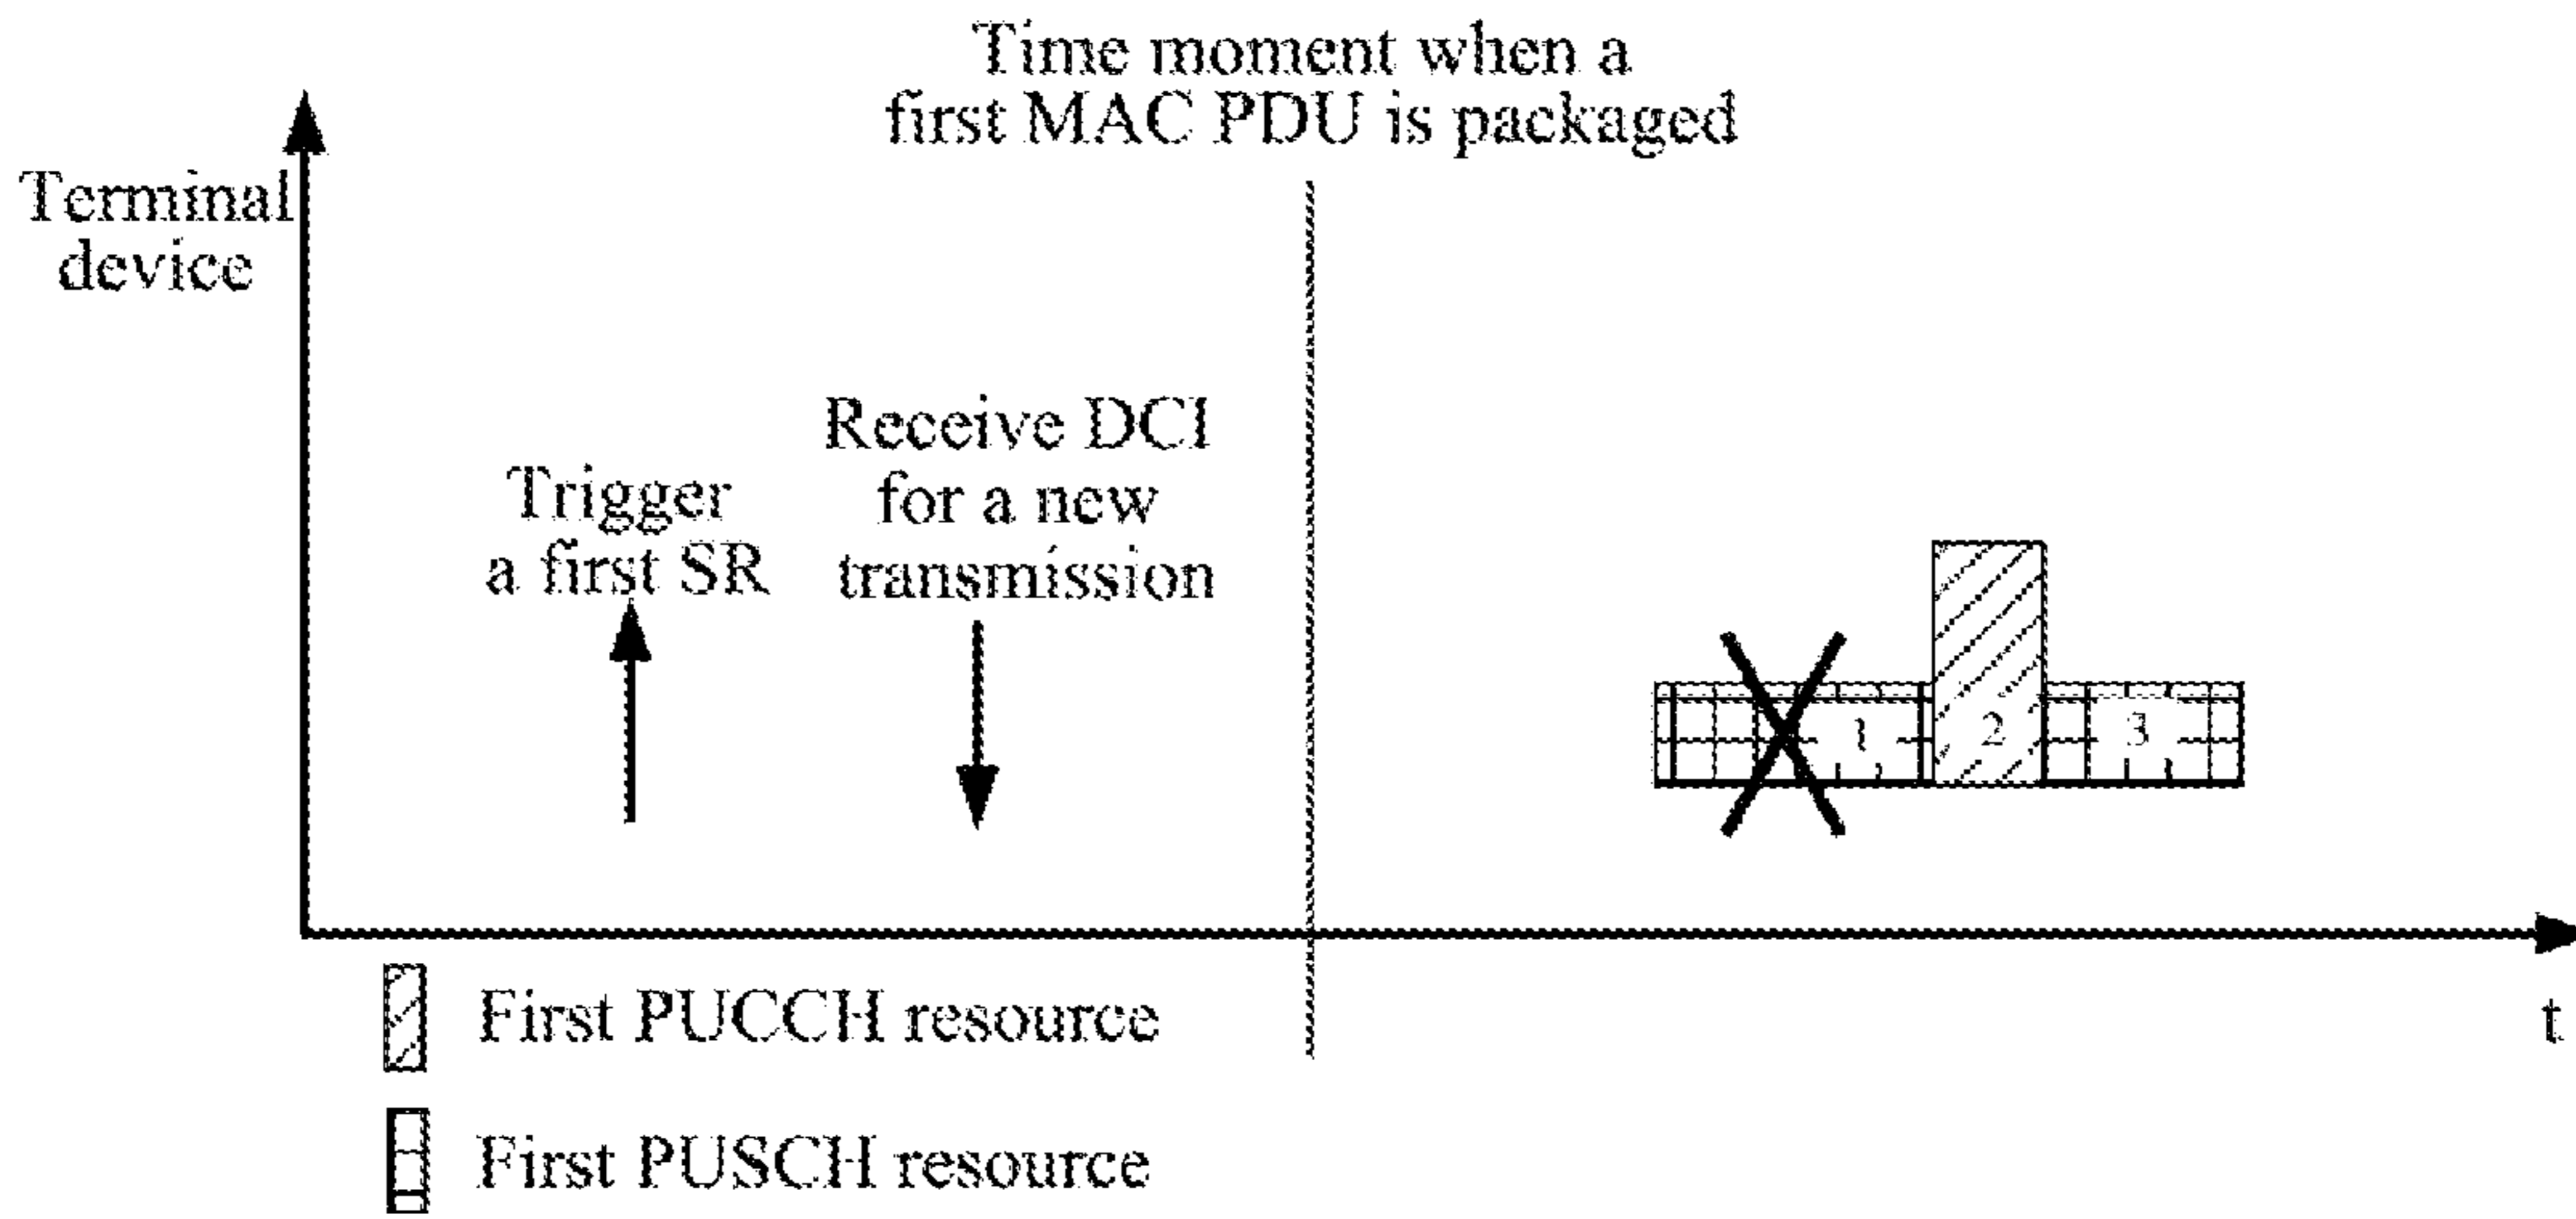 Time moment when a
first MAC PDU is packaged
Terminal
device
Receive DCI
for a new
transmission
Trigger
a first SR
1
2
3
First PUCCH resource
t
First PUSCH resource